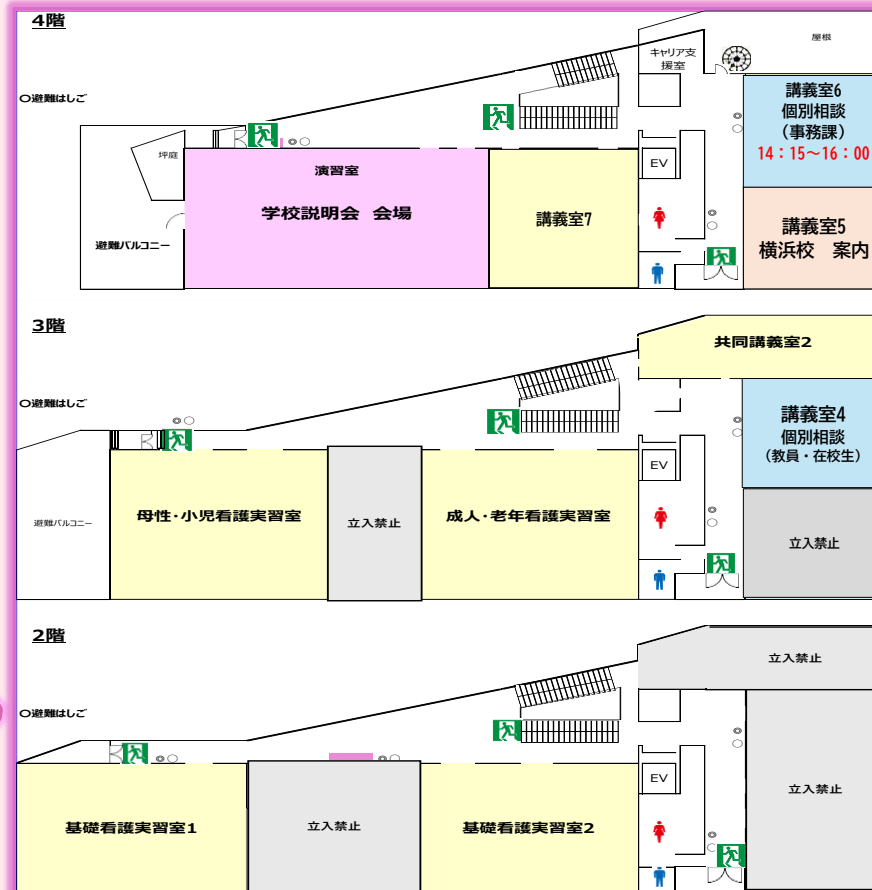 4階
屋根
キャリア支
援室
〇避難はしご
講義室6
個別相談
(事務課)
14：15～16：00
坪庭
演習室
学校説明会 会場
講義室7
EV
避難バルコニー
講義室5
横浜校 案内
3階
共同講義室2
〇避難はしご
講義室4
個別相談
(教員・在校生)
EV
避難バルコニー
母性・小児看護実習室
立入禁止
成人・老年看護実習室
立入禁止
2階
立入禁止
〇避難はしご
EV
立入禁止
基礎看護実習室1
立入禁止
基礎看護実習室2